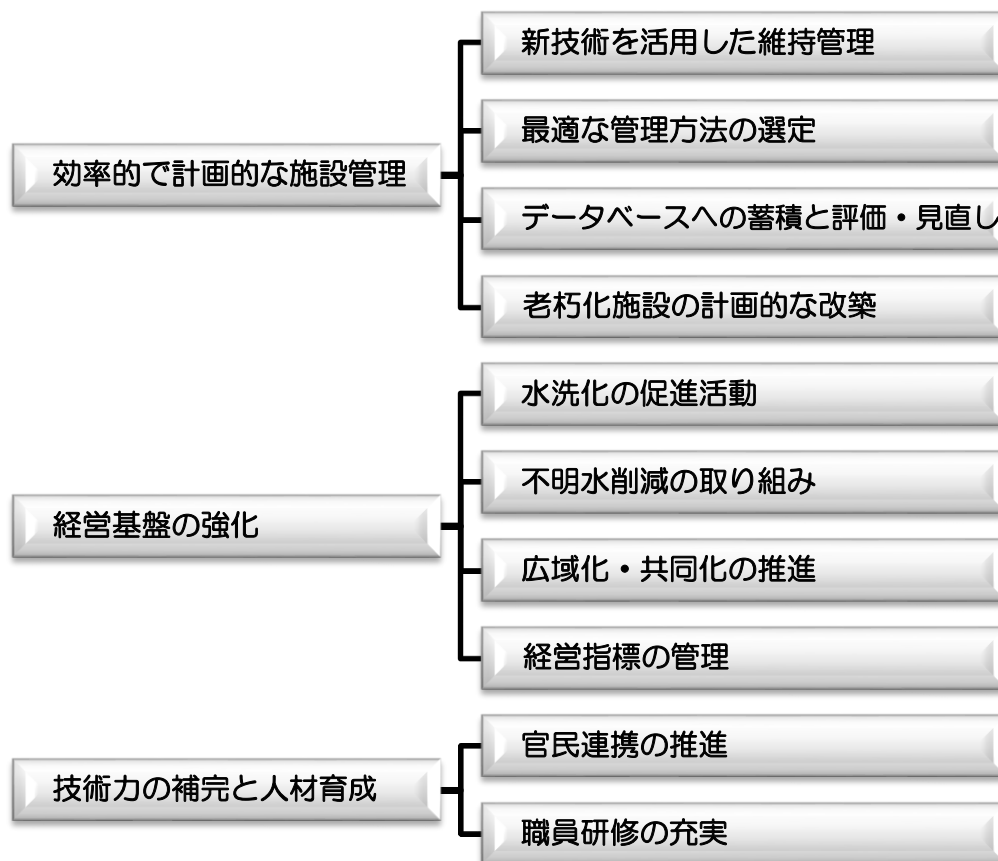 効率的で計画的な施設管理
新技術を活用した維持管理
最適な管理方法の選定
データベースへの蓄積と評価・見直し
老朽化施設の計画的な改築
経営基盤の強化
水洗化の促進活動
不明水削減の取り組み
広域化・共同化の推進
経営指標の管理
技術力の補完と人材育成
官民連携の推進
職員研修の充実